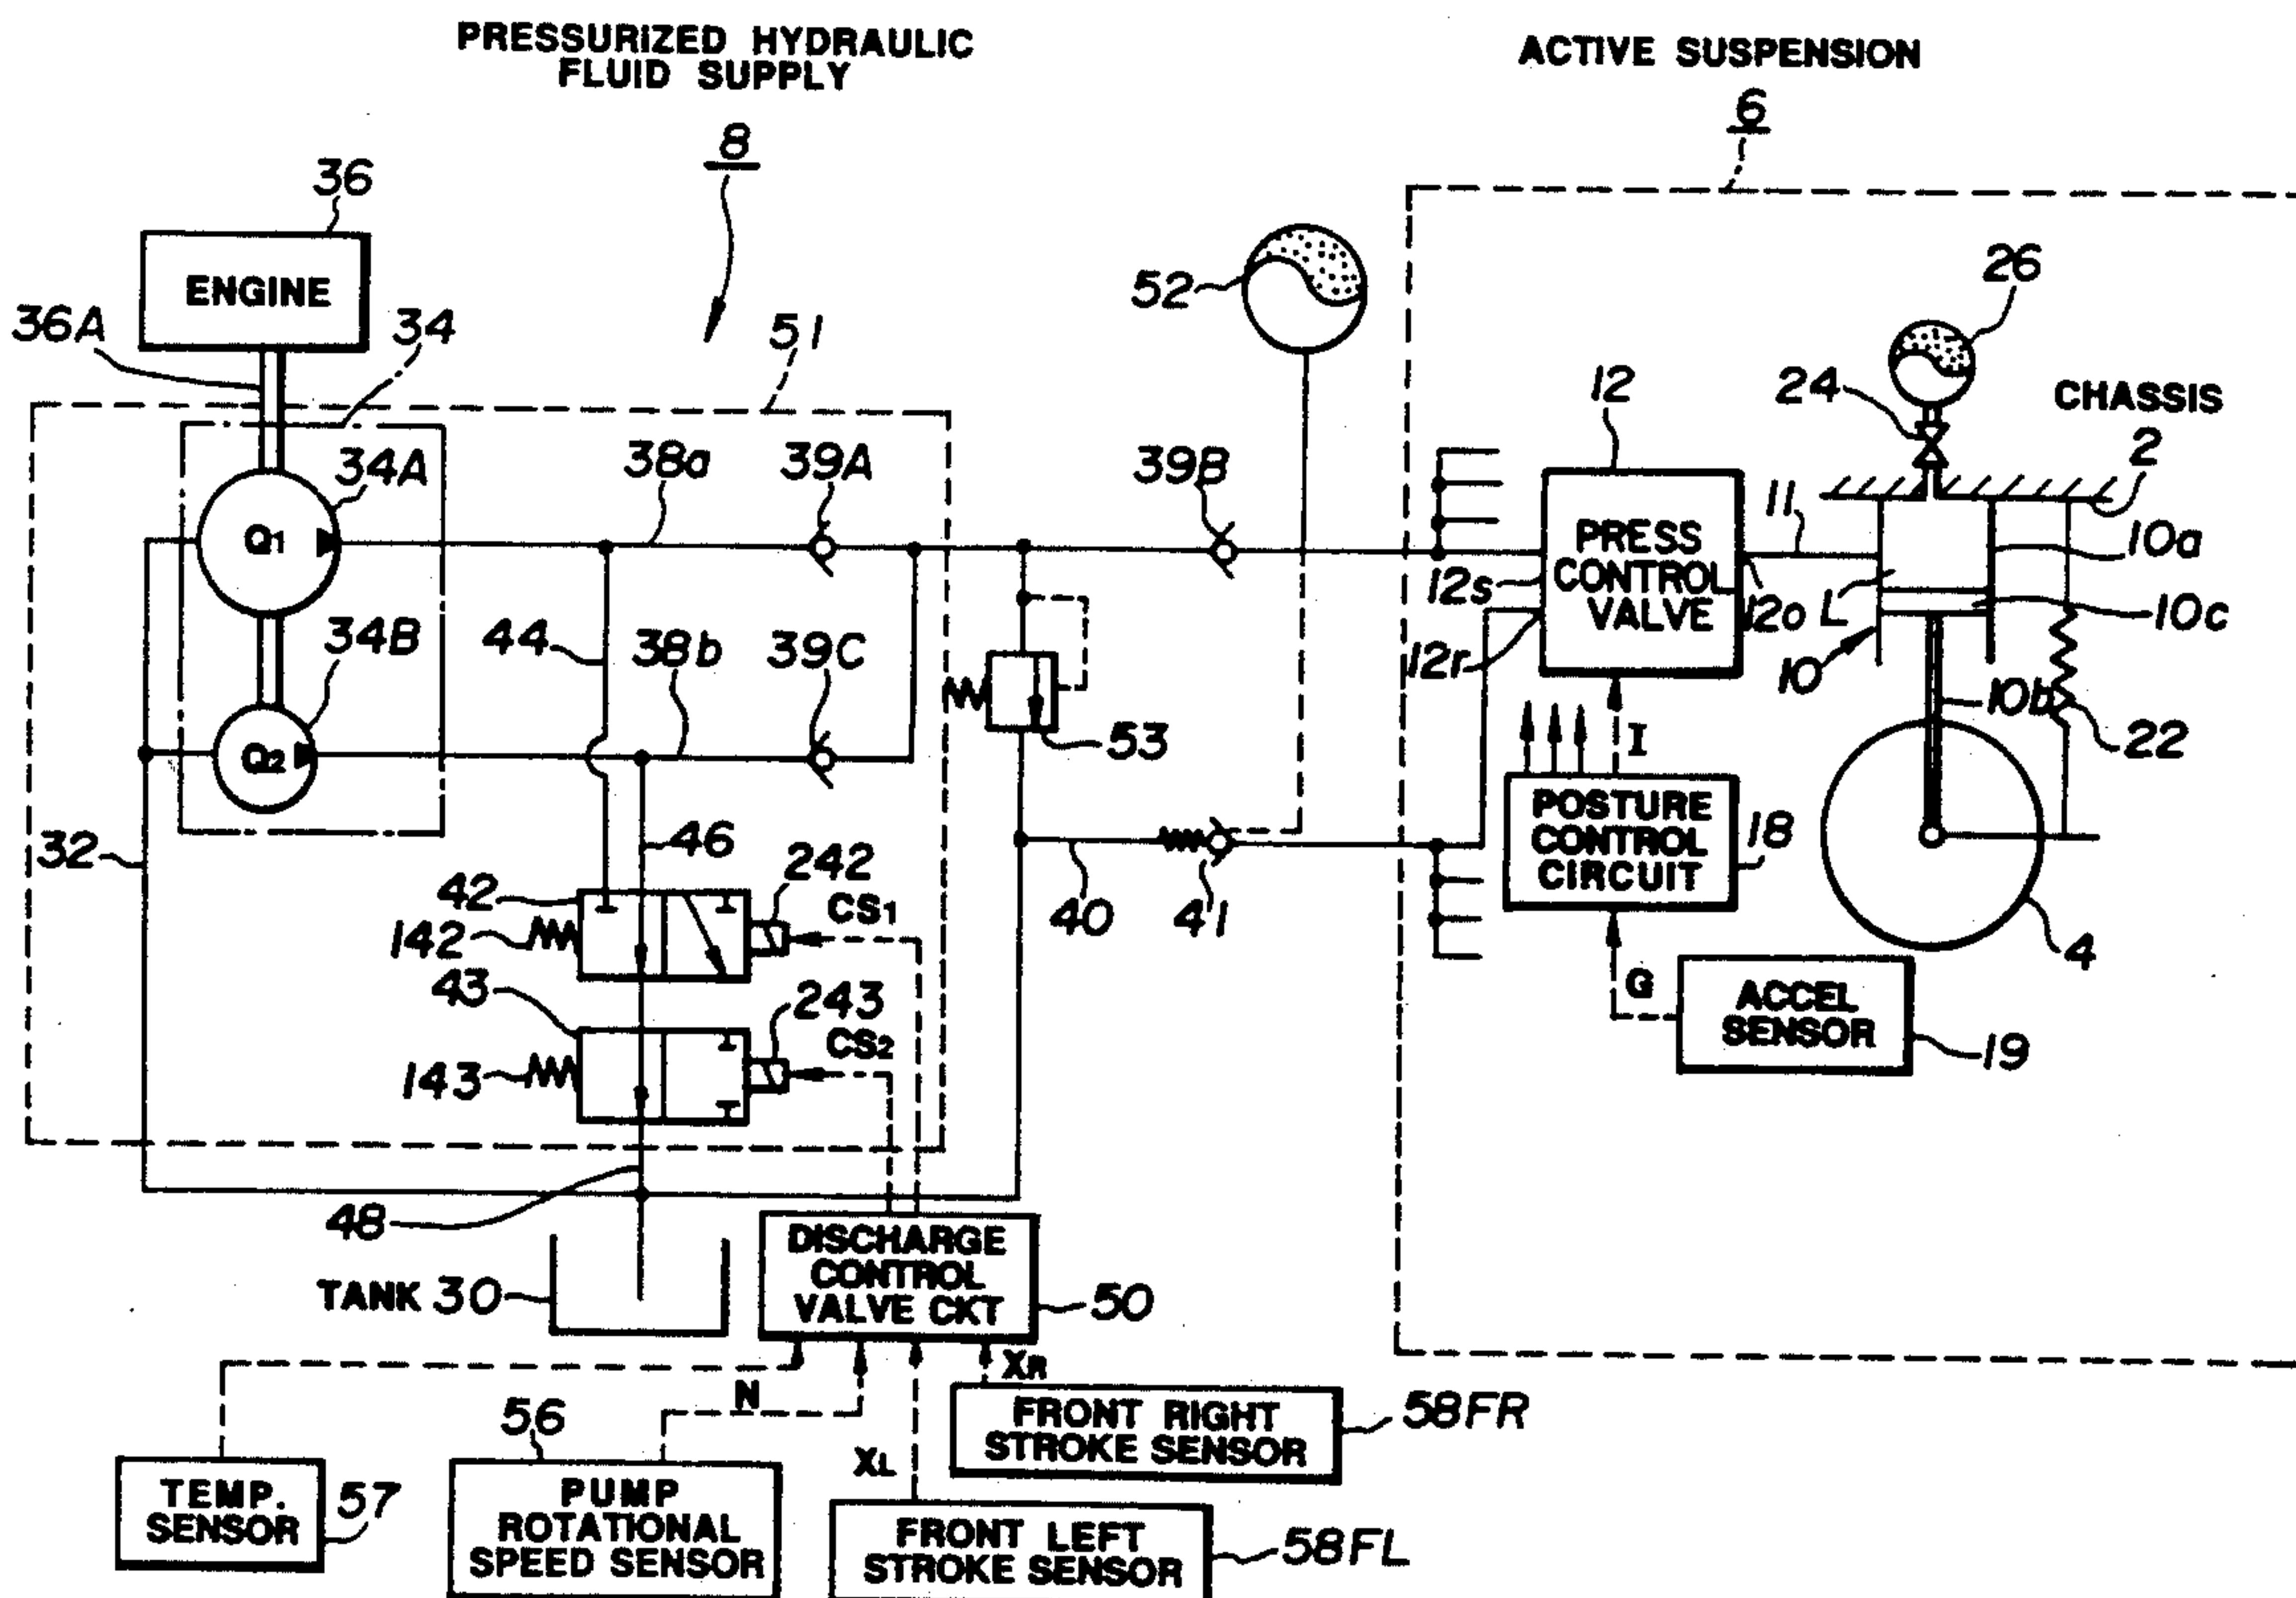 PRESSURIZED HYDRAULIC
FLUID SUPPLY
8
ACTIVE SUSPENSION
6
36
ENGINE
36A
34
51
52
26
24
CHASSIS
2
12
11
10a
34A
38a
39A
39B
Q1
PRESS
CONTROL
VALVE
12s
12o
L
10c
12r
10
34B
44
38b
39C
Q2
53
I
10b
22
32
46
242
42
CS1
142
40
41
POSTURE
CONTROL
CIRCUIT
18
4
43
243
CS2
143
G
ACCEL
SENSOR
19
48
TANK 30
DISCHARGE
CONTROL
VALVE CKT
50
XR
N
56
FRONT RIGHT
STROKE SENSOR
58FR
XL
TEMP.
SENSOR
57
PUMP
ROTATIONAL
SPEED SENSOR
FRONT LEFT
STROKE SENSOR
58FL